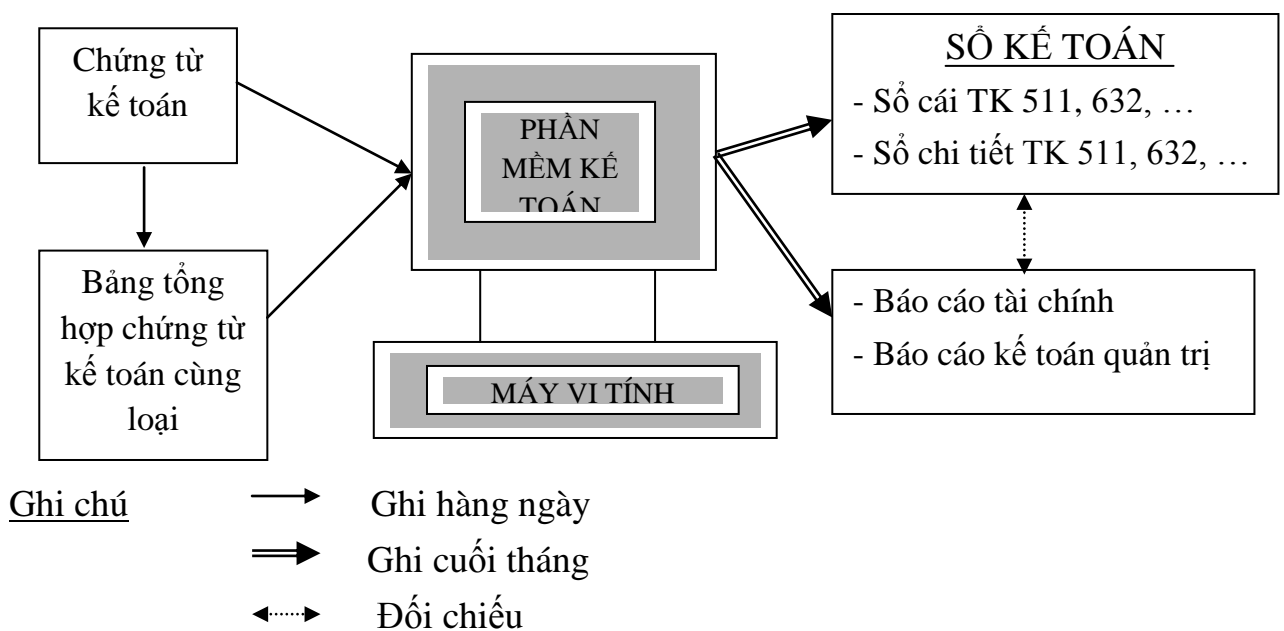 Chứng từ
kế toán
Bảng tổng
hợp chứng từ
kế toán cùng
loại
PHẦN
MỀM KẾ
TOÁN
MÁY VI TÍNH
SỔ KẾ TOÁN
- Sổ cái TK 511, 632, …
- Sổ chi tiết TK 511, 632, …
- Báo cáo tài chính
- Báo cáo kế toán quản trị
Ghi chú
Ghi hàng ngày
Ghi cuối tháng
Đối chiếu